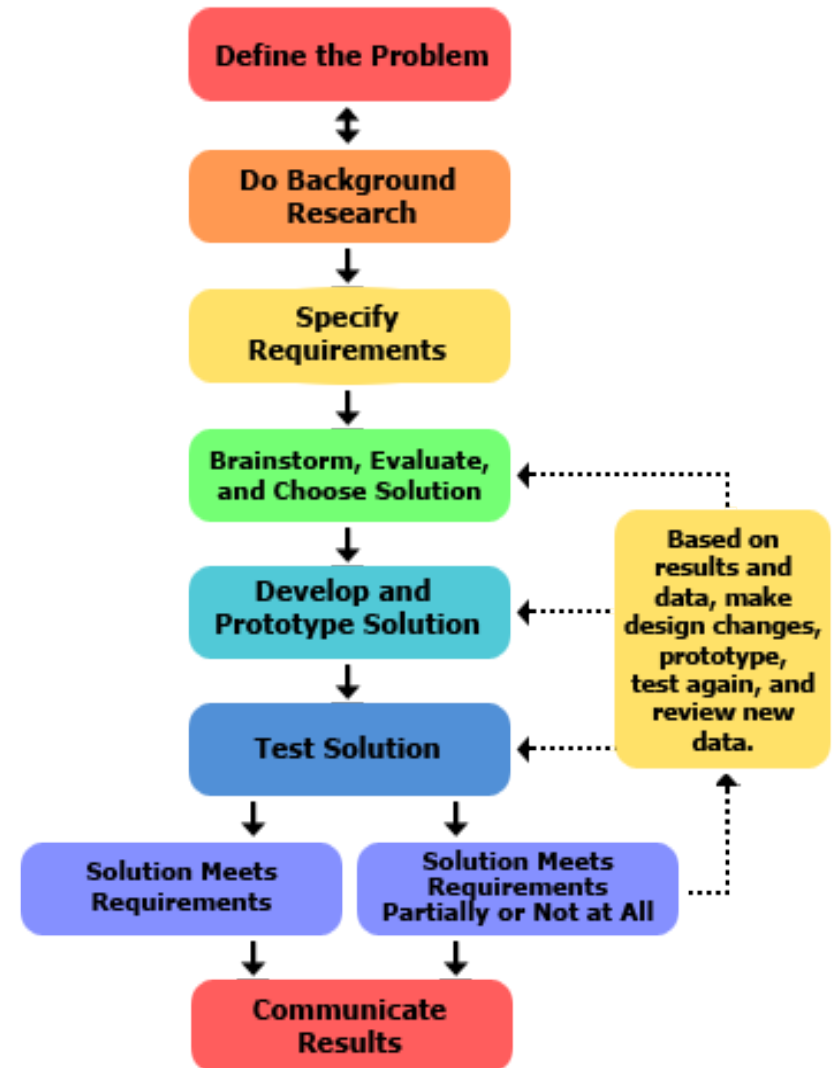 Define the Problem
Do Background
Research
Specify
Requirements
Brainstorm, Evaluate,
and Choose Solution
Develop and
Prototype Solution
Based on
results and
data, make
design changes,
prototype,
test again, and
review new
data.
Test Solution
Solution Meets
Requirements
Solution Meets
Requirements
Partially or Not at All
Communicate
Results